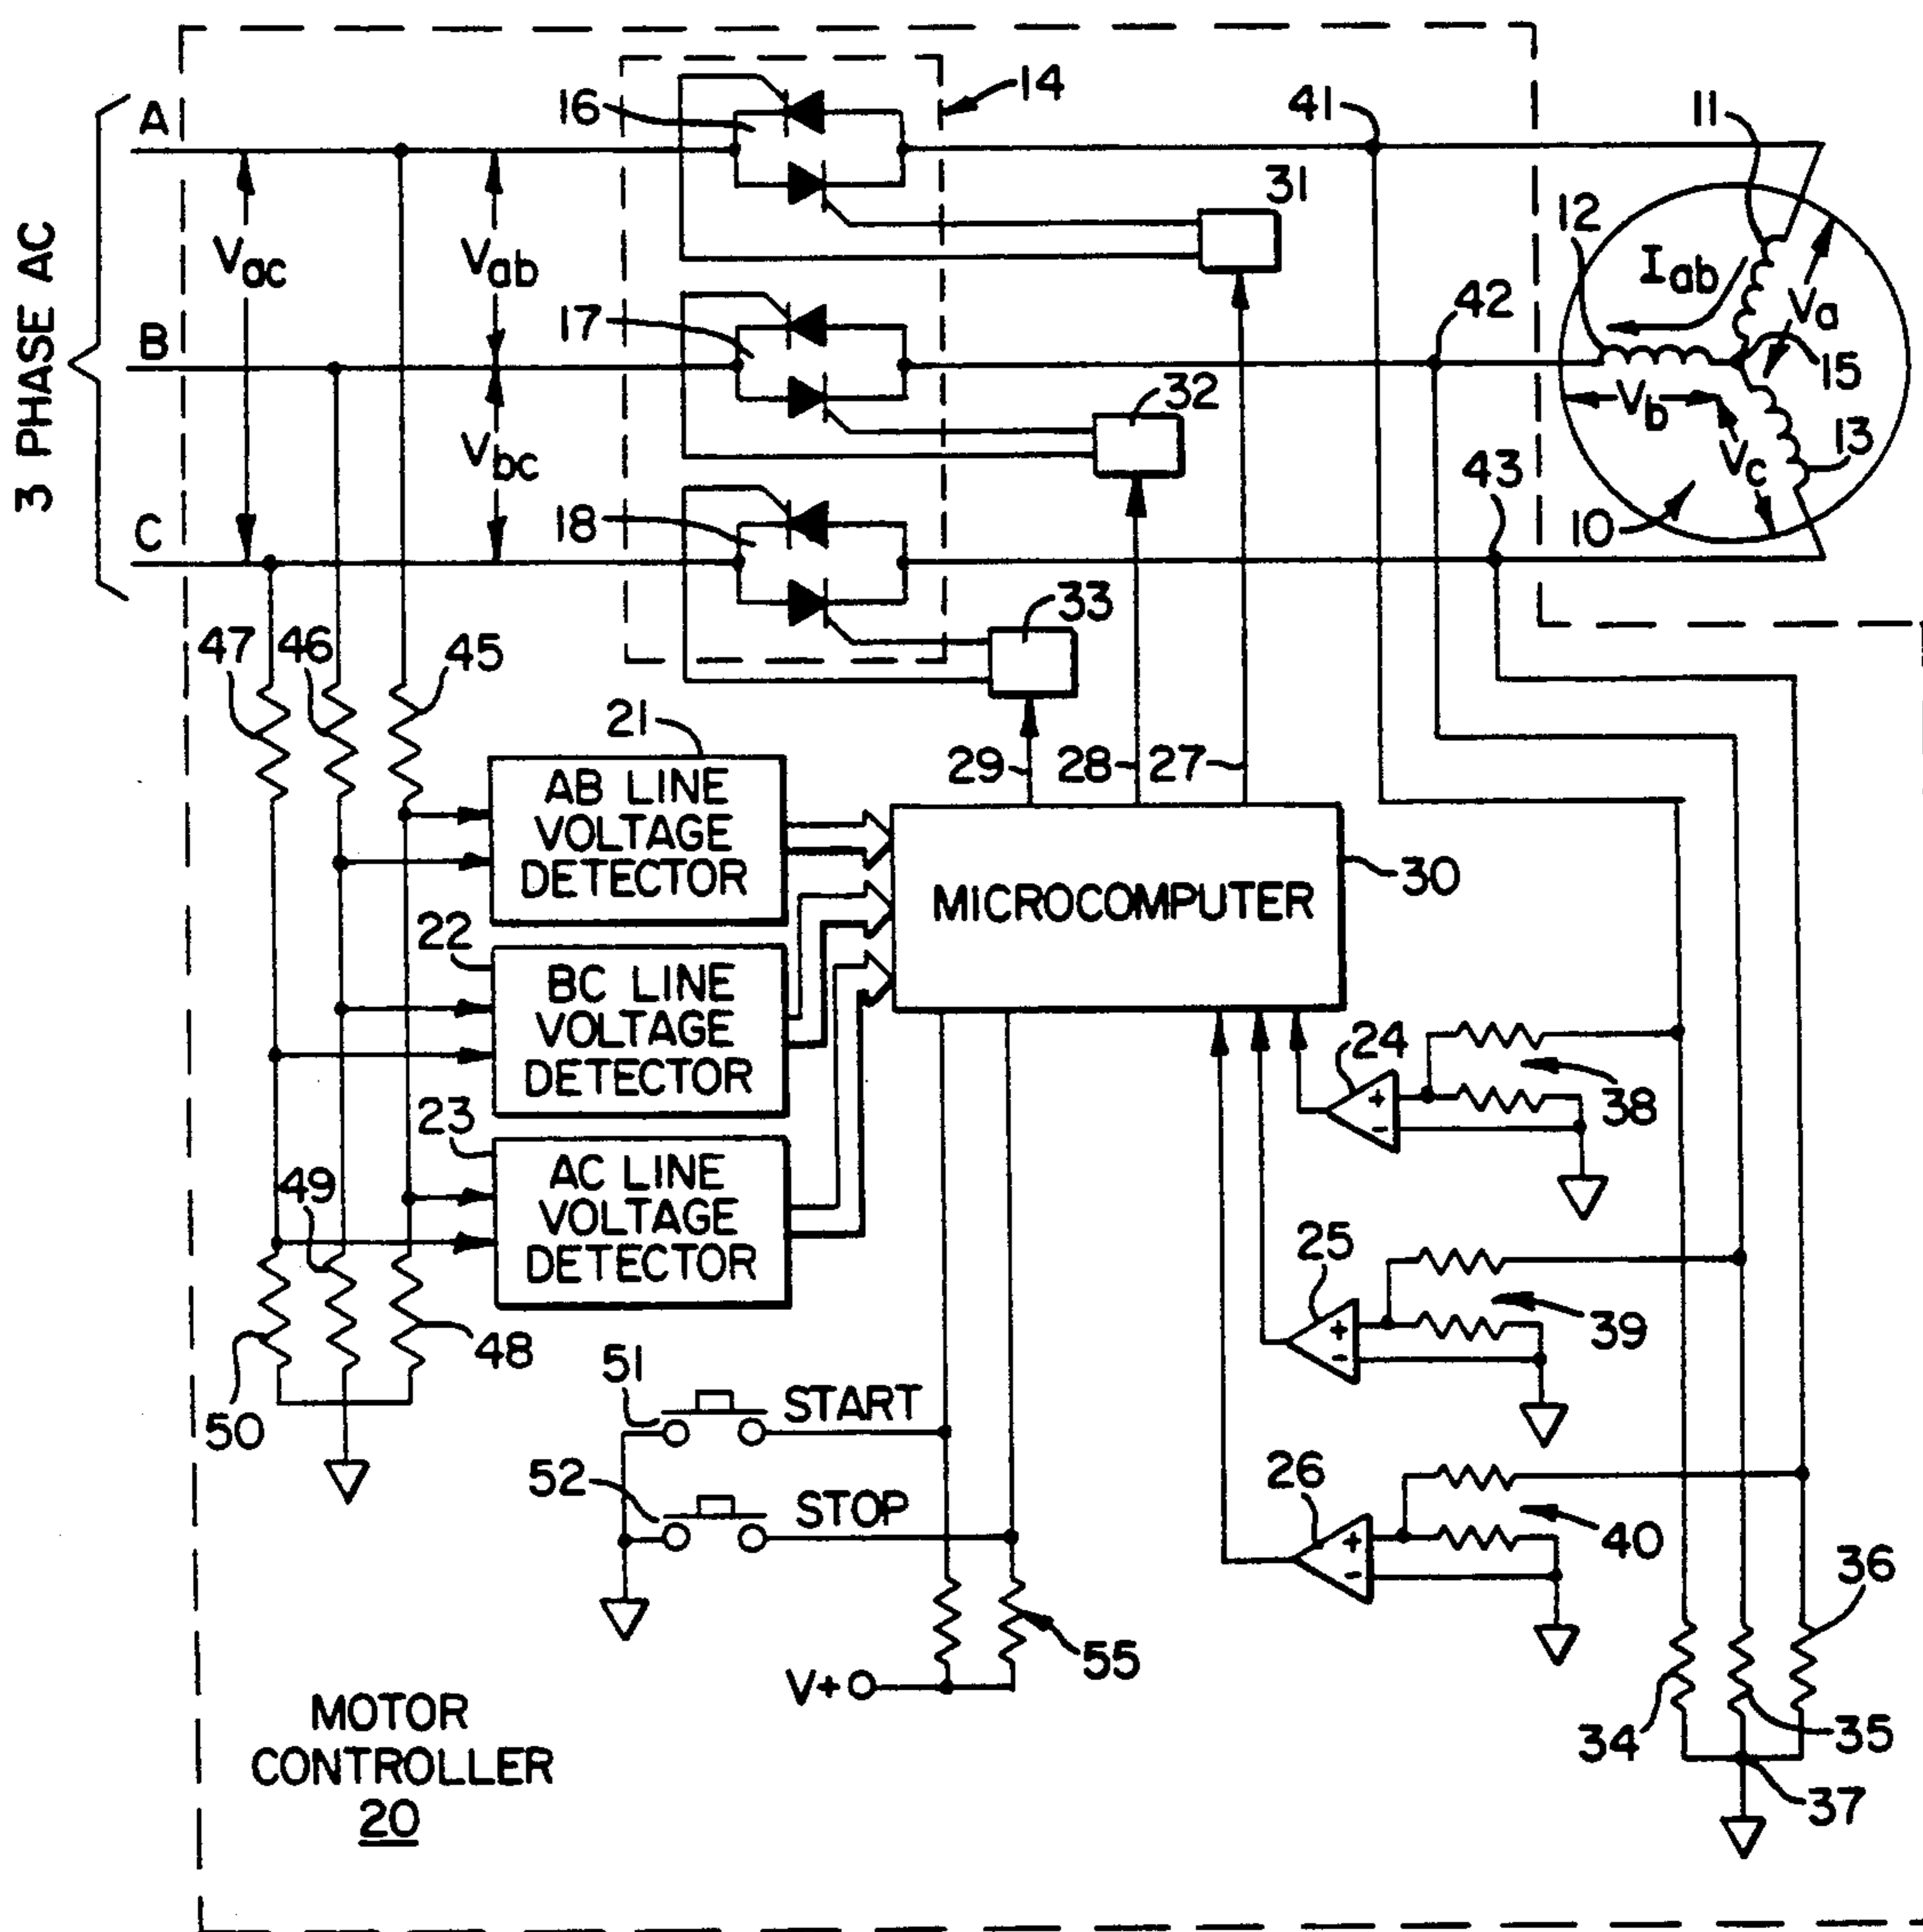 3 PHASE AC
A
B
C
Vac
Vab
Vbc
16
17
18
14
41
31
11
12
Iab
Va
42
15
32
Vb
Vc
13
43
10
33
47
46
45
21
29
28
27
AB LINE
VOLTAGE
DETECTOR
MICROCOMPUTER
30
22
BC LINE
VOLTAGE
DETECTOR
24
+
-
38
23
AC LINE
VOLTAGE
DETECTOR
49
25
+
-
39
48
50
51
START
52
STOP
26
+
-
40
36
55
V+
34
35
37
MOTOR
CONTROLLER
20